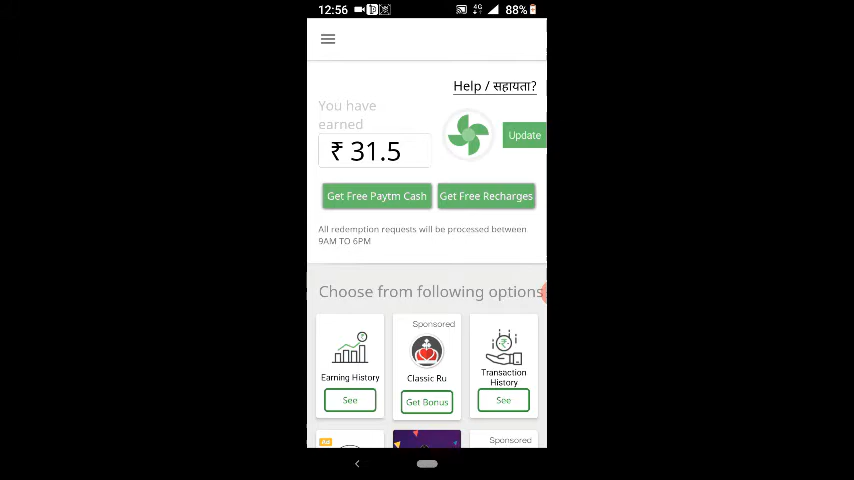 12:56
4G
88%
Help / सहायता?
You have
earned
₹ 31.5
Update
Get Free Paytm Cash
Get Free Recharges
All redemption requests will be processed between
9AM TO 6PM
Choose from following options
Sponsored
Earning History
Classic Ru
Transaction
History
See
Get Bonus
See
Ad
Sponsored